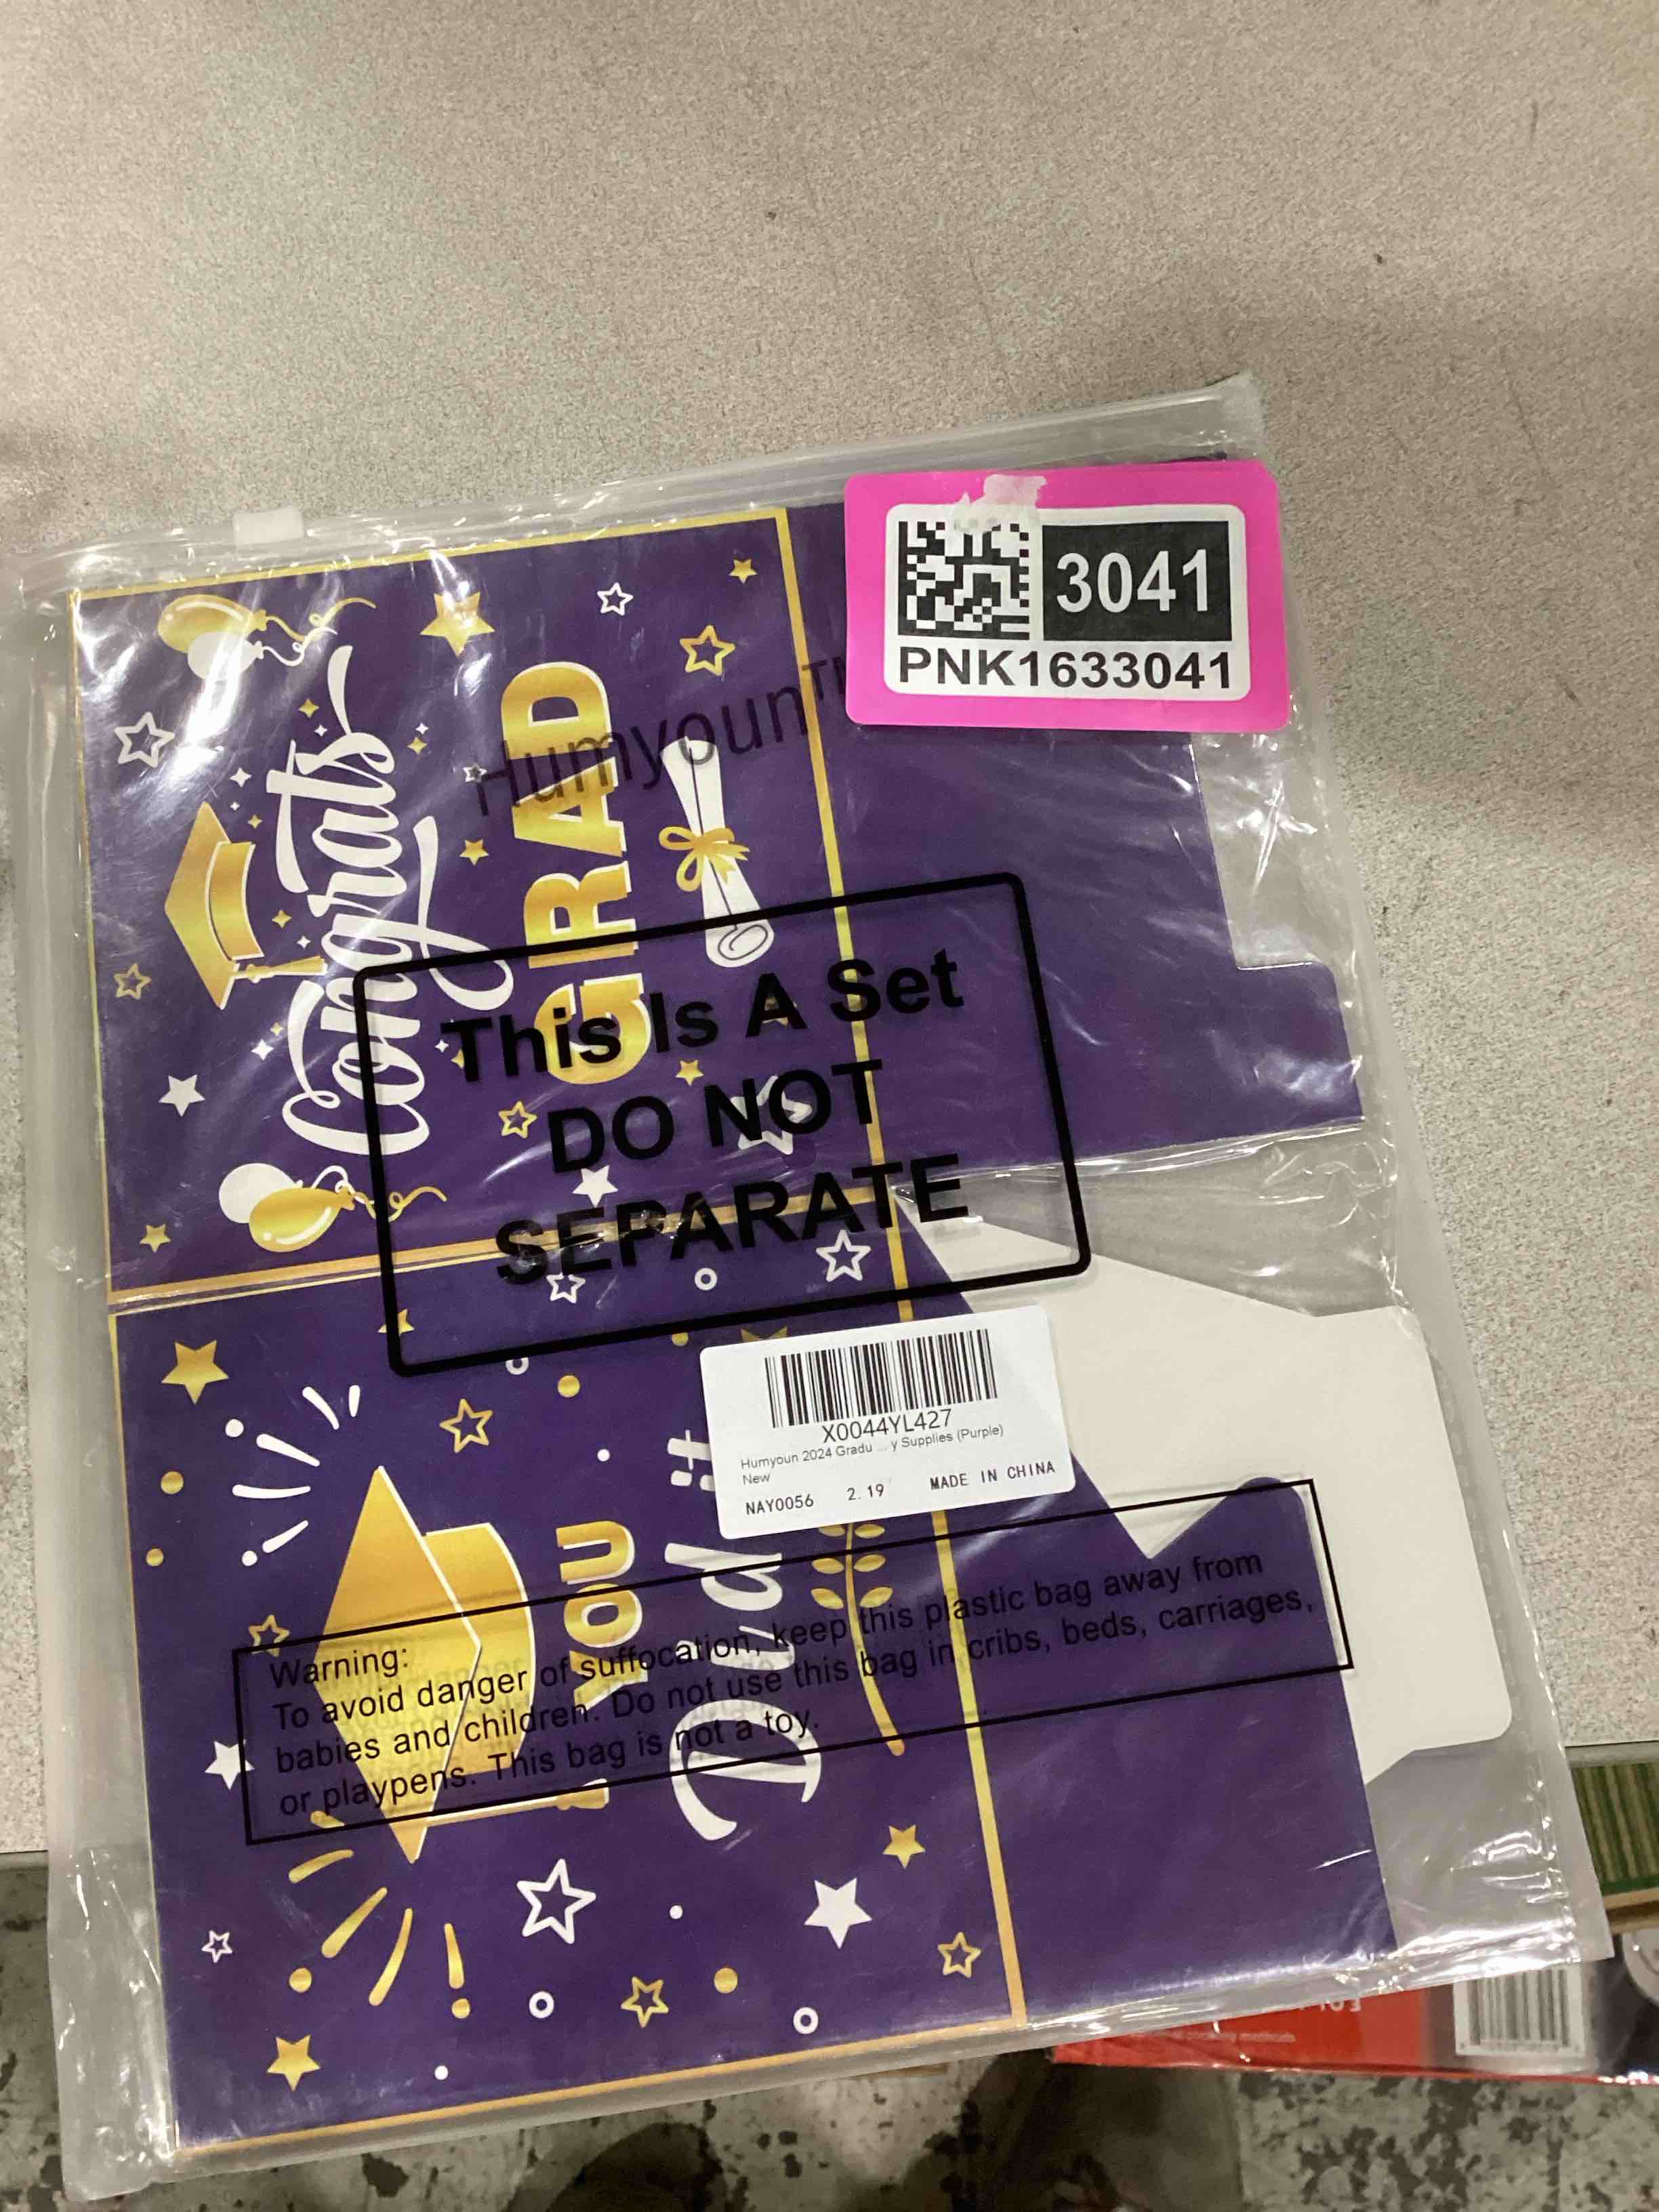 3041
PNK1633041
Humyoun™
Congrats
GRAD
This Is A Set
DO NOT
SEPARATE
X0044YL427
Humyoun 2024 Gradu ... y Supplies (Purple)
New
NAY0056 2.19 MADE IN CHINA
YOU
Did it
Warning:
To avoid danger of suffocation, keep this plastic bag away from
babies and children. Do not use this bag in cribs, beds, carriages,
or playpens. This bag is not a toy.